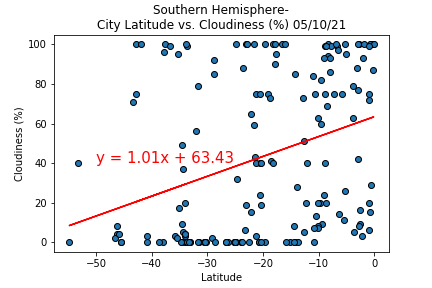 Southern Hemisphere-
City Latitude vs. Cloudiness (%) 05/10/21
100
80
60
40
20
0
Cloudiness (%)
y = 1.01x + 63.43
−50
−40
−30
−20
−10
0
Latitude